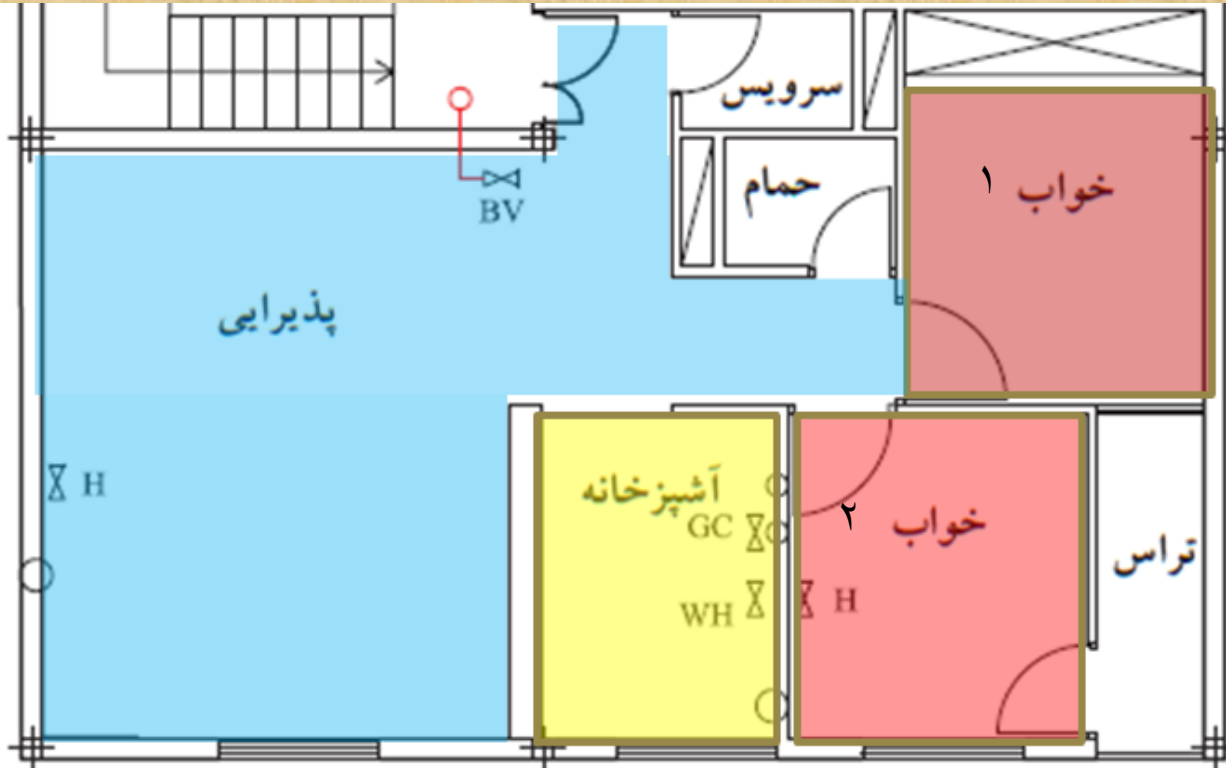 سرویس
حمام
خواب ۱
BV
پذیرایی
H
آشپزخانه
GC
WH
خواب ۲
H
تراس